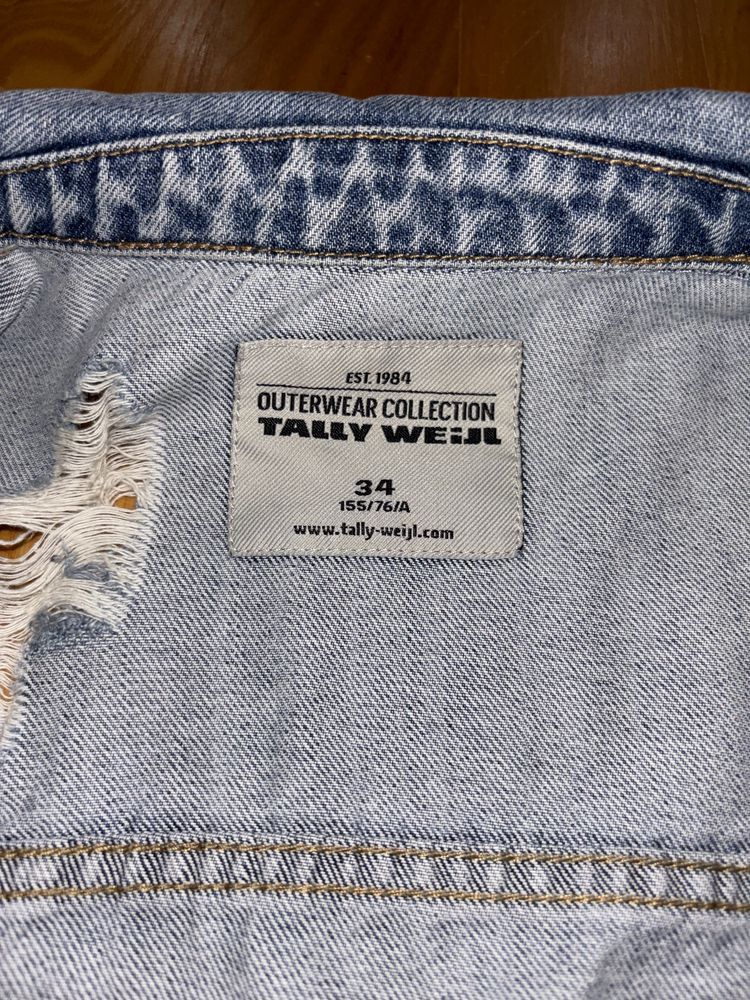 EST. 1984
OUTERWEAR COLLECTION
TALLY WEiJL
34
155/76/A
www.tally-weijl.com